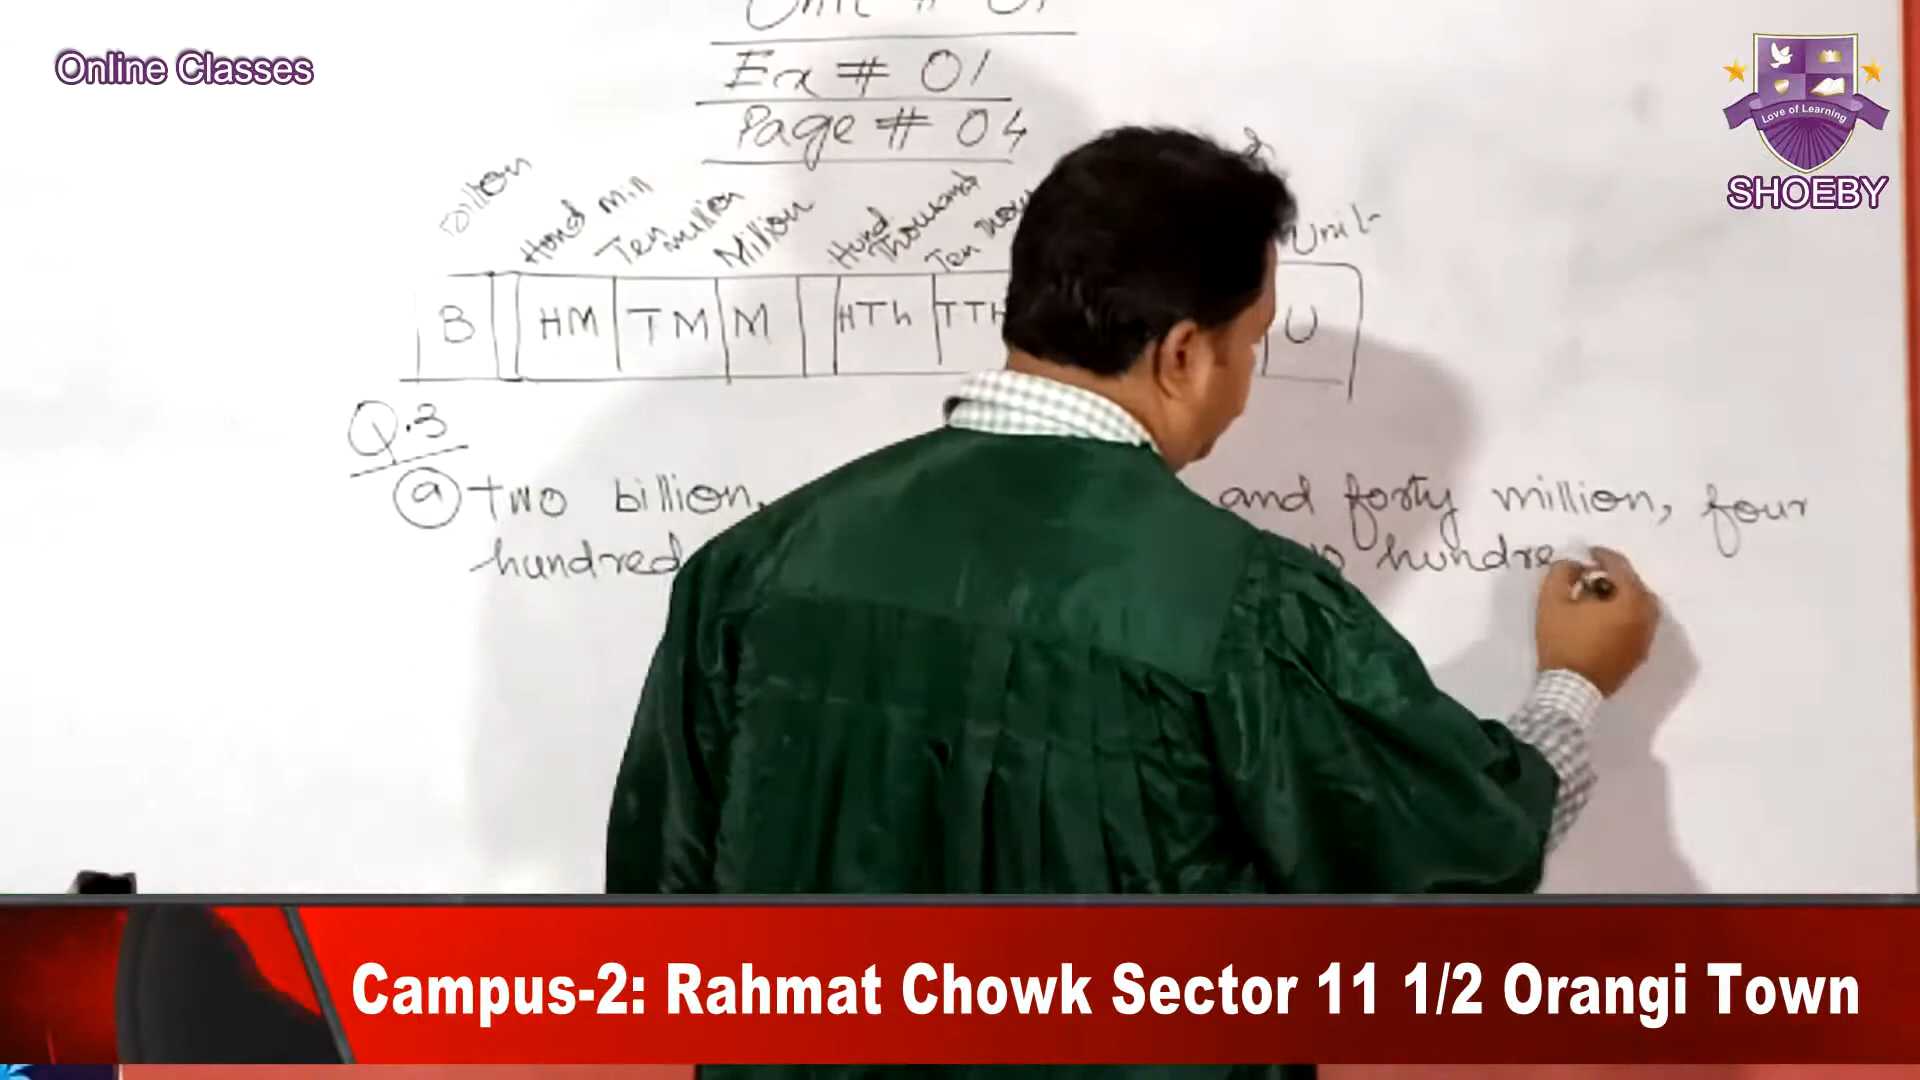 Online Classes
Love of Learning
SHOEBY
Ex # 01
Page # 04
Hund mill
Ten million
Million
Hund Thousand
Ten
Unit
B HM TM M HTh TTh U
Q.3
(a) Two billion, and forty million, four
hundred hundre
Campus-2: Rahmat Chowk Sector 11 1/2 Orangi Town